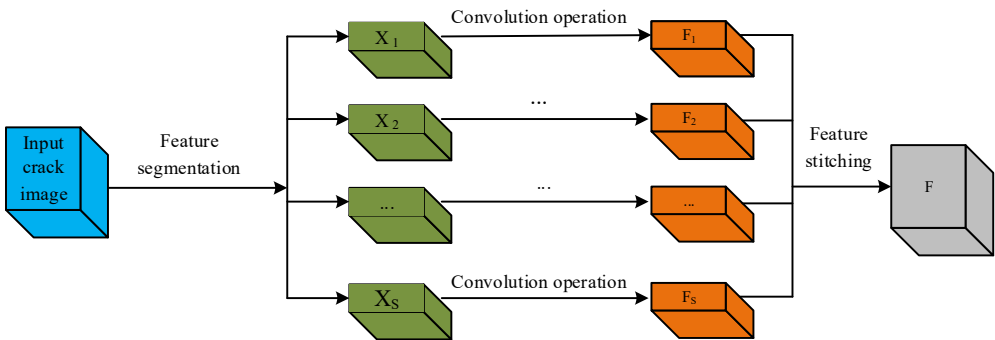 Convolution operation
X1
F1
...
X2
F2
Input
crack
image
Feature
segmentation
Feature
stitching
F
...
...
...
Convolution operation
XS
FS